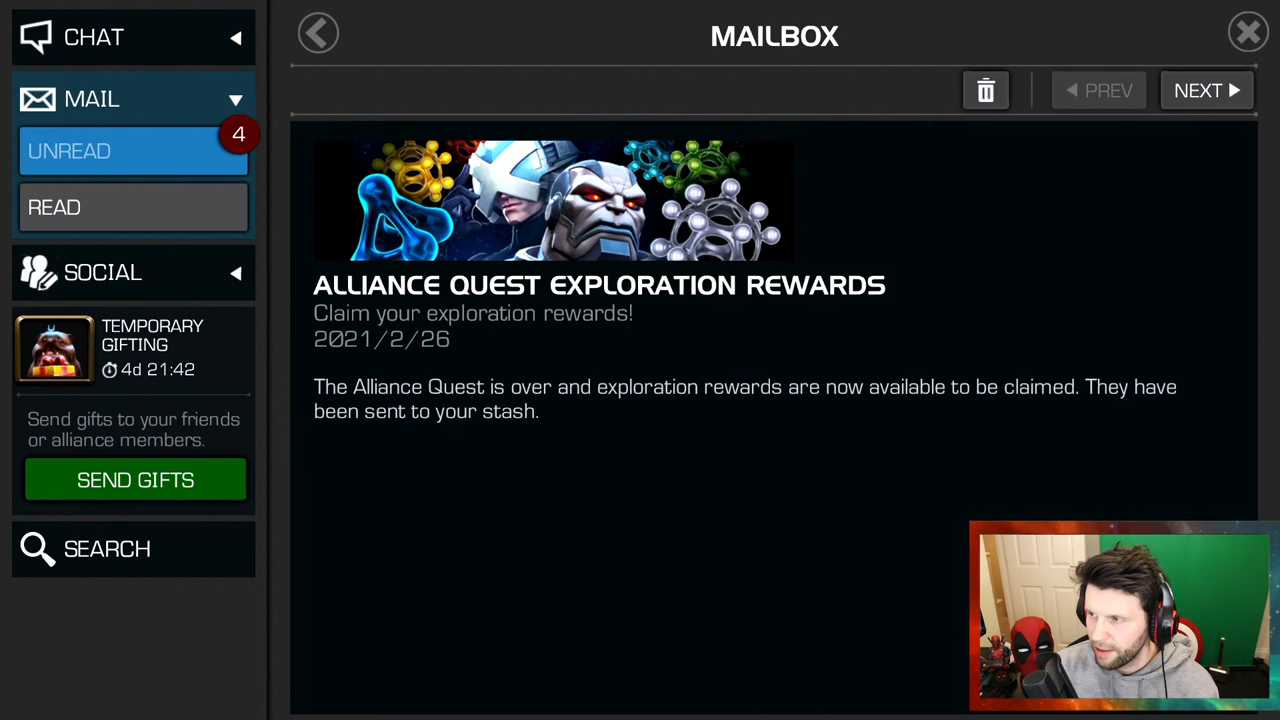 CHAT
MAIL
4
UNREAD
READ
SOCIAL
TEMPORARY
GIFTING
4d 21:42
Send gifts to your friends
or alliance members.
SEND GIFTS
SEARCH
MAILBOX
PREV
NEXT
ALLIANCE QUEST EXPLORATION REWARDS
Claim your exploration rewards!
2021/2/26
The Alliance Quest is over and exploration rewards are now available to be claimed. They have
been sent to your stash.